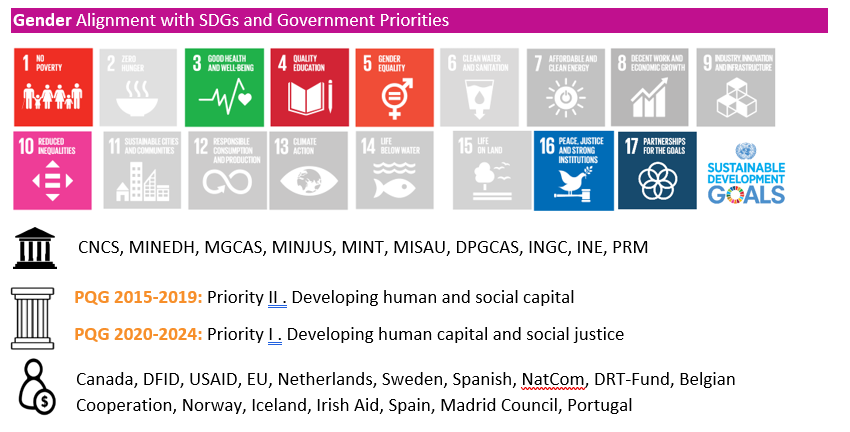 Gender Alignment with SDGs and Government Priorities
1 NO POVERTY
2 ZERO HUNGER
3 GOOD HEALTH AND WELL-BEING
4 QUALITY EDUCATION
5 GENDER EQUALITY
6 CLEAN WATER AND SANITATION
7 AFFORDABLE AND CLEAN ENERGY
8 DECENT WORK AND ECONOMIC GROWTH
9 INDUSTRY, INNOVATION AND INFRASTRUCTURE
10 REDUCED INEQUALITIES
11 SUSTAINABLE CITIES AND COMMUNITIES
12 RESPONSIBLE CONSUMPTION AND PRODUCTION
13 CLIMATE ACTION
14 LIFE BELOW WATER
15 LIFE ON LAND
16 PEACE, JUSTICE AND STRONG INSTITUTIONS
17 PARTNERSHIPS FOR THE GOALS
SUSTAINABLE
DEVELOPMENT
GOALS
CNCS, MINEDH, MGCAS, MINJUS, MINT, MISAU, DPGCAS, INGC, INE, PRM
PQG 2015-2019: Priority II . Developing human and social capital
PQG 2020-2024: Priority I . Developing human capital and social justice
Canada, DFID, USAID, EU, Netherlands, Sweden, Spanish, NatCom, DRT-Fund, Belgian
Cooperation, Norway, Iceland, Irish Aid, Spain, Madrid Council, Portugal